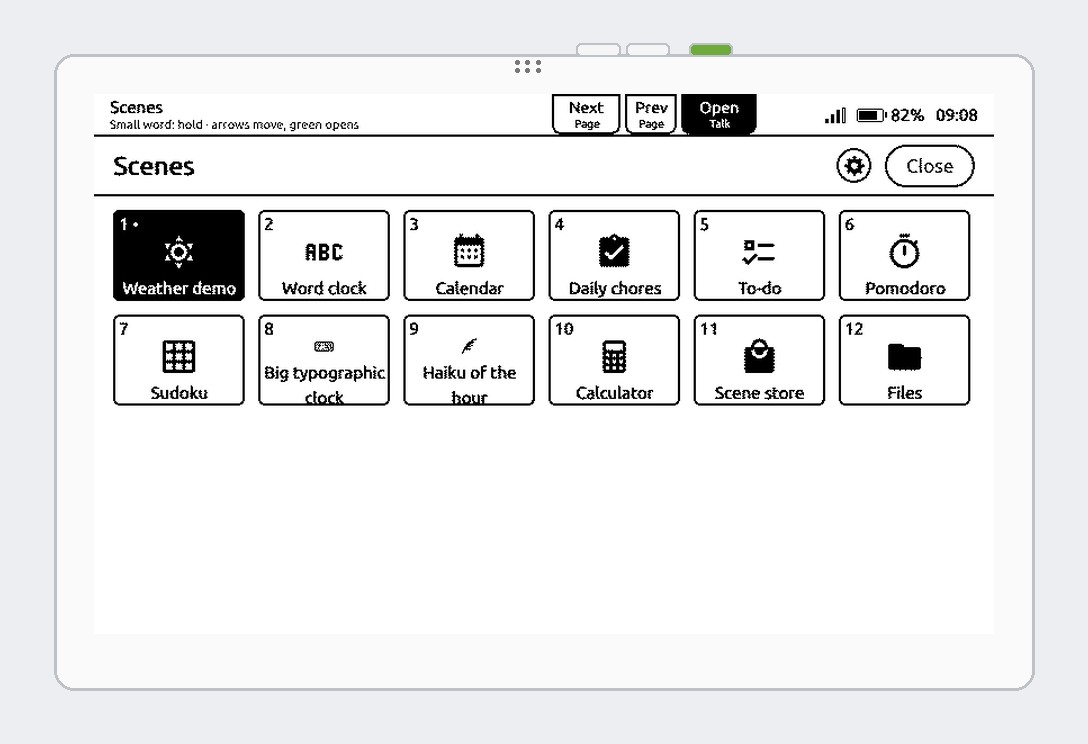 Scenes
Small word: hold · arrows move, green opens
Next
Page
Prev
Page
Open
Talk
82%
09:08
Scenes
Close
1 •
Weather demo
2
ABC
Word clock
3
Calendar
4
Daily chores
5
To-do
6
Pomodoro
7
Sudoku
8
Big typographic
clock
9
Haiku of the
hour
10
Calculator
11
Scene store
12
Files